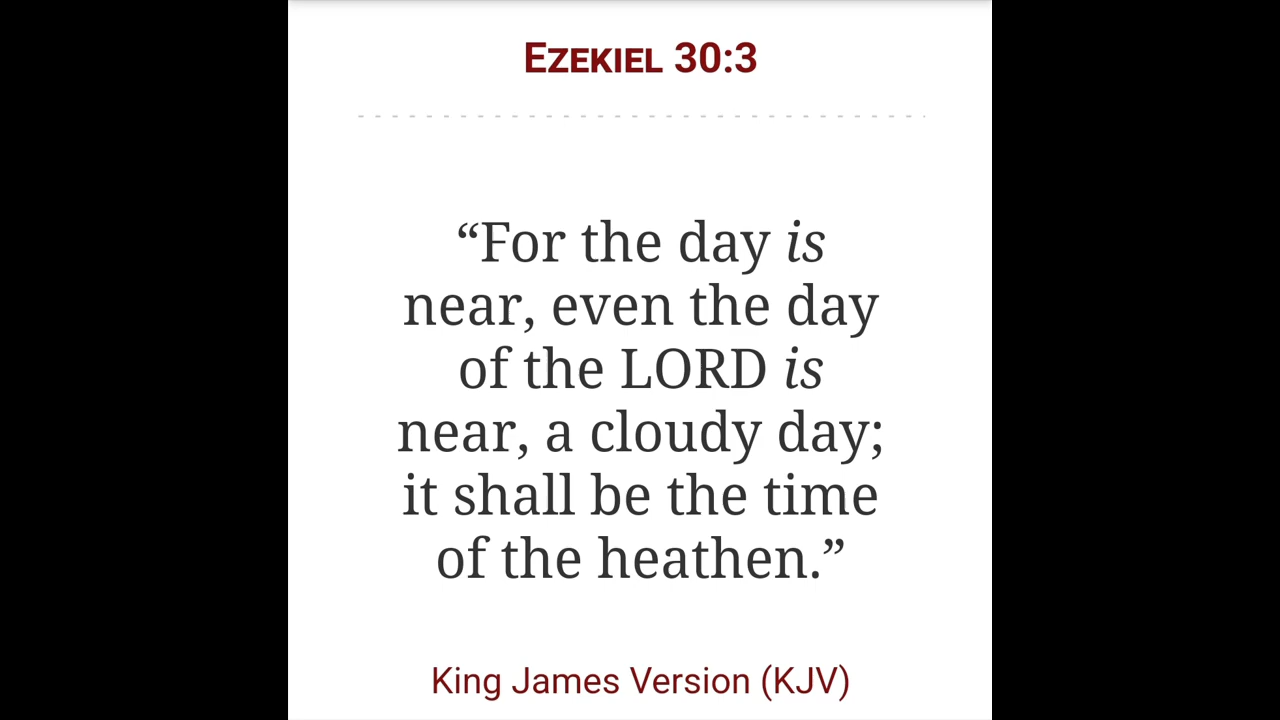 EZEKIEL 30:3
“For the day is
near, even the day
of the LORD is
near, a cloudy day;
it shall be the time
of the heathen.”
King James Version (KJV)